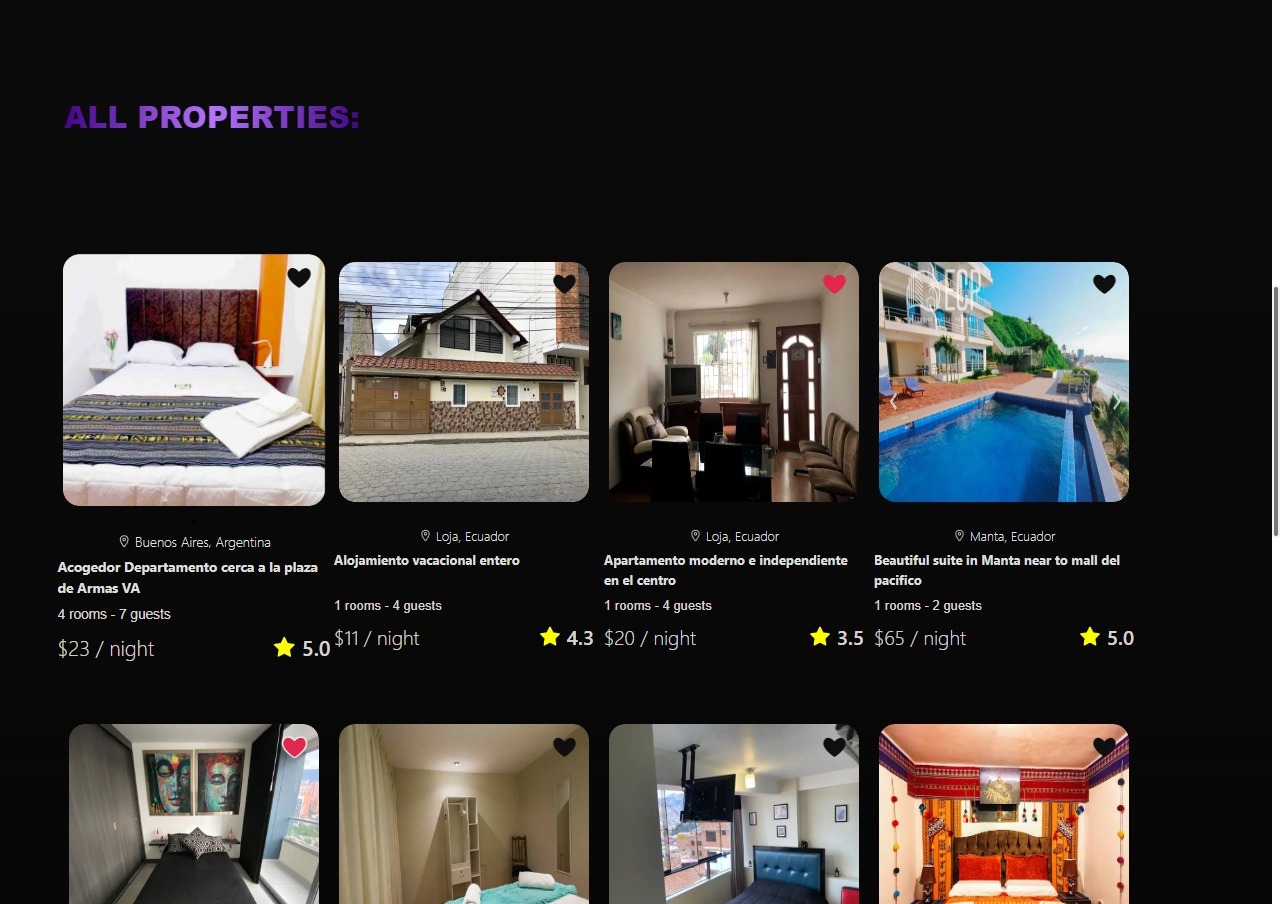 ALL PROPERTIES:
Buenos Aires, Argentina
Acogedor Departamento cerca a la plaza
de Armas VA
4 rooms - 7 guests
$23 / night
5.0
Loja, Ecuador
Alojamiento vacacional entero
1 rooms - 4 guests
$11 / night
4.3
Loja, Ecuador
Apartamento moderno e independiente
en el centro
1 rooms - 4 guests
$20 / night
3.5
ECP
Manta, Ecuador
Beautiful suite in Manta near to mall del
pacifico
1 rooms - 2 guests
$65 / night
5.0